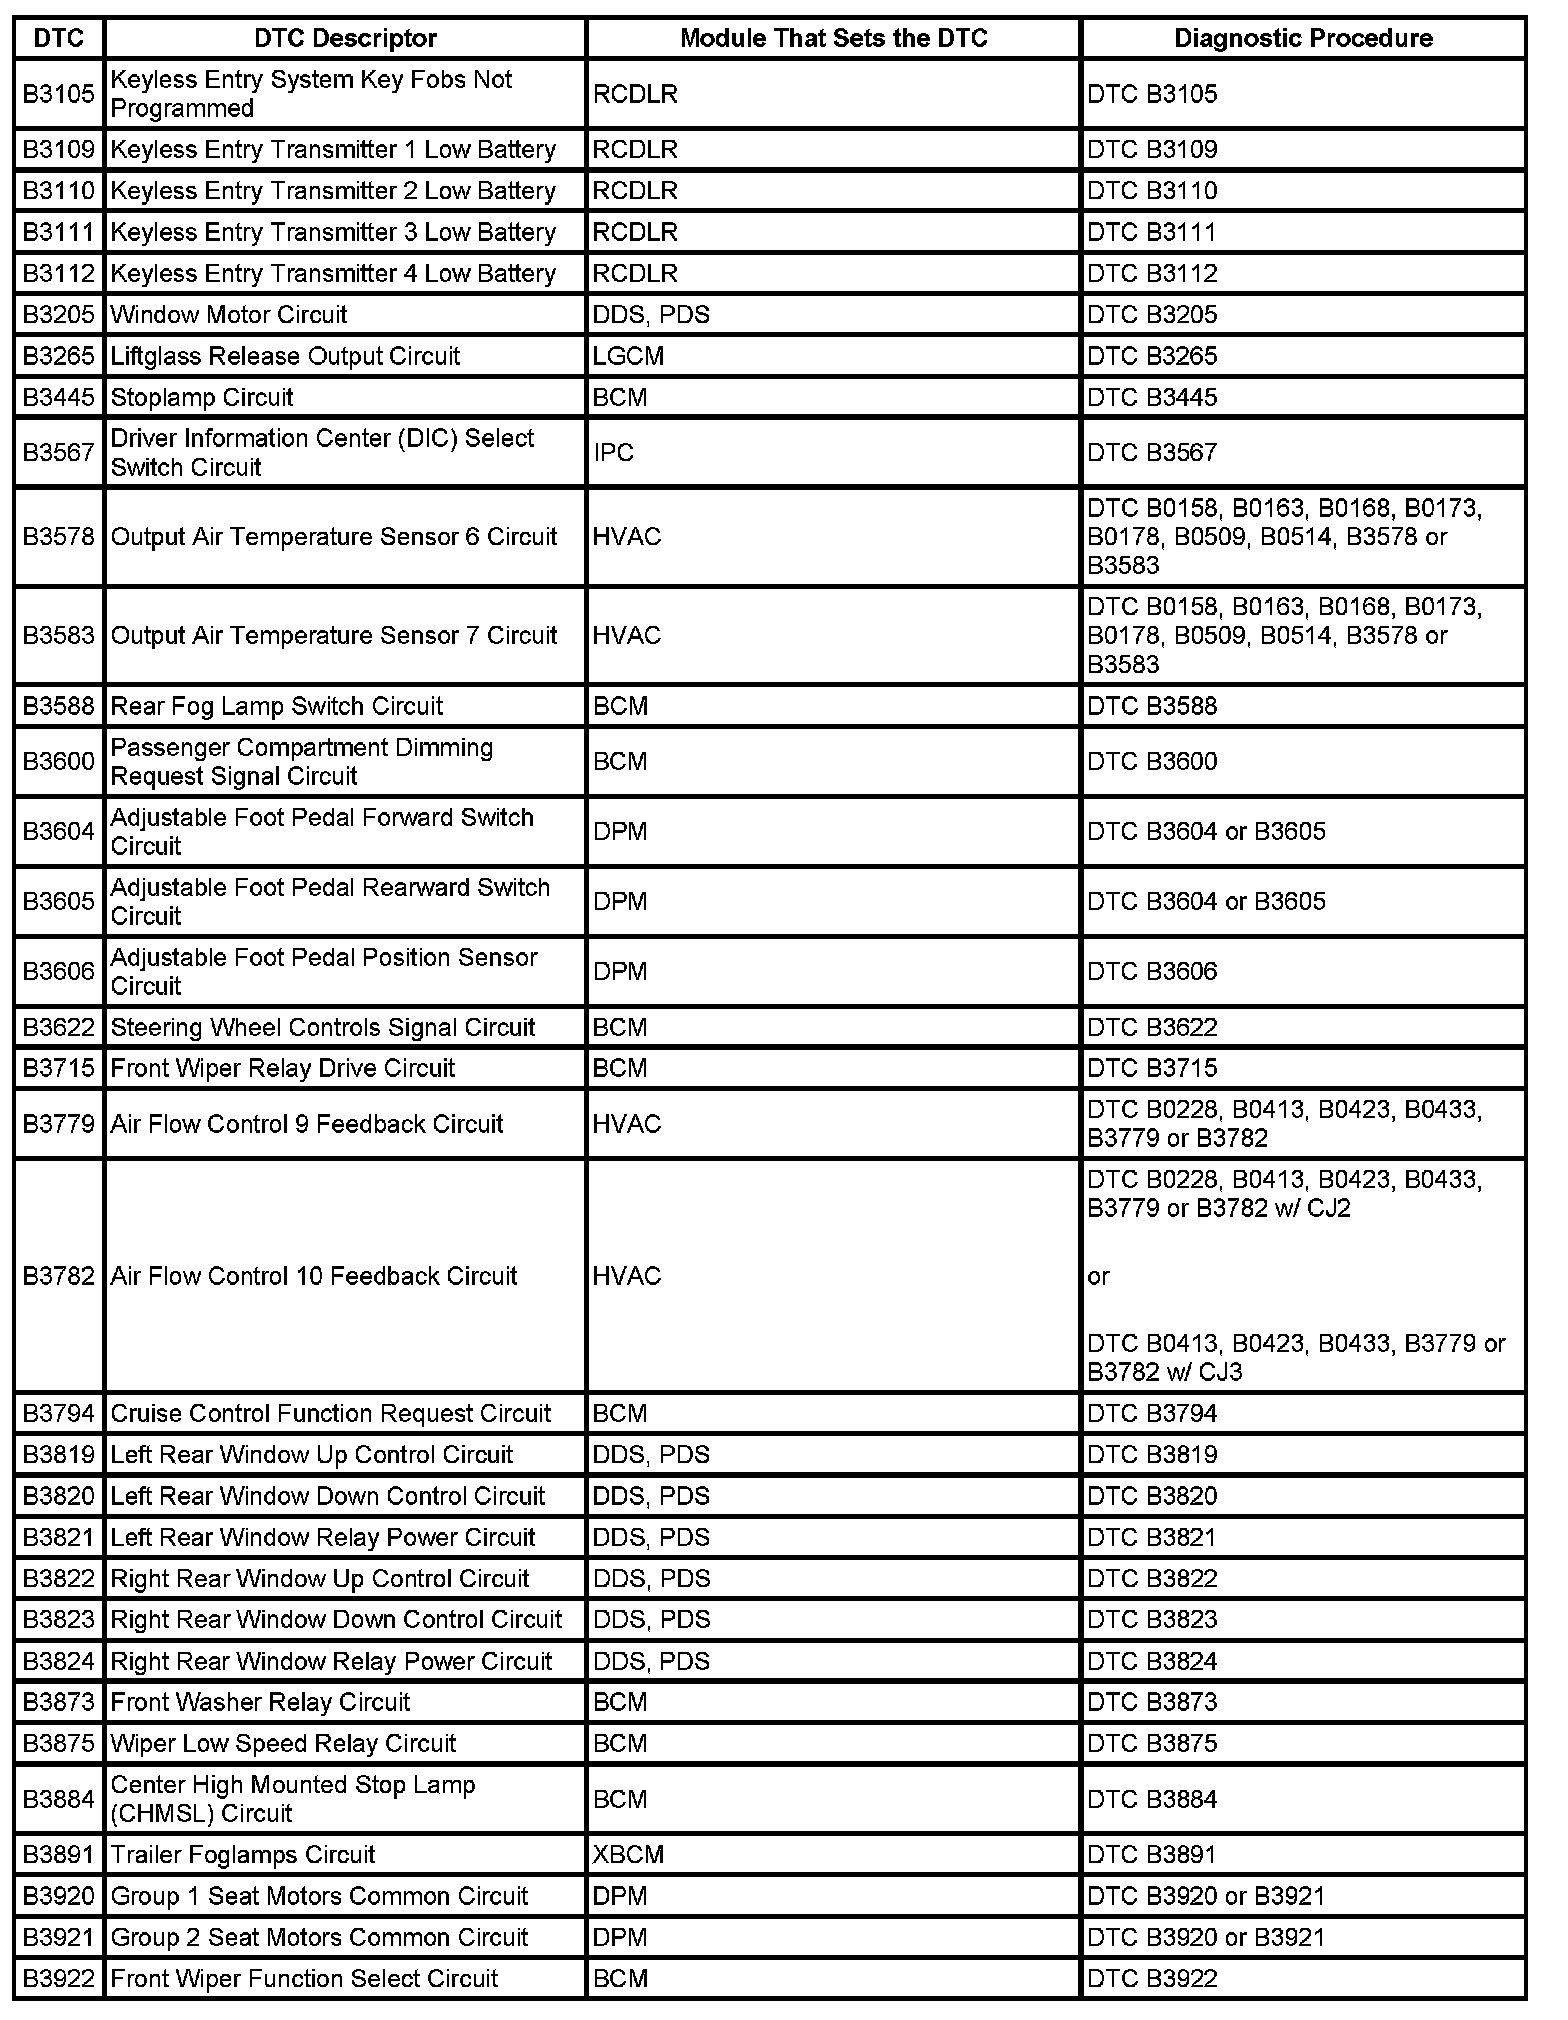 DTC DTC Descriptor Module That Sets the DTC Diagnostic Procedure
B3105 Keyless Entry System Key Fobs Not Programmed RCDLR DTC B3105
B3109 Keyless Entry Transmitter 1 Low Battery RCDLR DTC B3109
B3110 Keyless Entry Transmitter 2 Low Battery RCDLR DTC B3110
B3111 Keyless Entry Transmitter 3 Low Battery RCDLR DTC B3111
B3112 Keyless Entry Transmitter 4 Low Battery RCDLR DTC B3112
B3205 Window Motor Circuit DDS, PDS DTC B3205
B3265 Liftglass Release Output Circuit LGCM DTC B3265
B3445 Stoplamp Circuit BCM DTC B3445
B3567 Driver Information Center (DIC) Select Switch Circuit IPC DTC B3567
B3578 Output Air Temperature Sensor 6 Circuit HVAC DTC B0158, B0163, B0168, B0173,
B0178, B0509, B0514, B3578 or
B3583
B3583 Output Air Temperature Sensor 7 Circuit HVAC DTC B0158, B0163, B0168, B0173,
B0178, B0509, B0514, B3578 or
B3583
B3588 Rear Fog Lamp Switch Circuit BCM DTC B3588
B3600 Passenger Compartment Dimming Request Signal Circuit BCM DTC B3600
B3604 Adjustable Foot Pedal Forward Switch Circuit DPM DTC B3604 or B3605
B3605 Adjustable Foot Pedal Rearward Switch Circuit DPM DTC B3604 or B3605
B3606 Adjustable Foot Pedal Position Sensor Circuit DPM DTC B3606
B3622 Steering Wheel Controls Signal Circuit BCM DTC B3622
B3715 Front Wiper Relay Drive Circuit BCM DTC B3715
B3779 Air Flow Control 9 Feedback Circuit HVAC DTC B0228, B0413, B0423, B0433,
B3779 or B3782
B3782 Air Flow Control 10 Feedback Circuit HVAC DTC B0228, B0413, B0423, B0433,
B3779 or B3782 w/ CJ2
or
DTC B0413, B0423, B0433, B3779 or
B3782 w/ CJ3
B3794 Cruise Control Function Request Circuit BCM DTC B3794
B3819 Left Rear Window Up Control Circuit DDS, PDS DTC B3819
B3820 Left Rear Window Down Control Circuit DDS, PDS DTC B3820
B3821 Left Rear Window Relay Power Circuit DDS, PDS DTC B3821
B3822 Right Rear Window Up Control Circuit DDS, PDS DTC B3822
B3823 Right Rear Window Down Control Circuit DDS, PDS DTC B3823
B3824 Right Rear Window Relay Power Circuit DDS, PDS DTC B3824
B3873 Front Washer Relay Circuit BCM DTC B3873
B3875 Wiper Low Speed Relay Circuit BCM DTC B3875
B3884 Center High Mounted Stop Lamp (CHMSL) Circuit BCM DTC B3884
B3891 Trailer Foglamps Circuit XBCM DTC B3891
B3920 Group 1 Seat Motors Common Circuit DPM DTC B3920 or B3921
B3921 Group 2 Seat Motors Common Circuit DPM DTC B3920 or B3921
B3922 Front Wiper Function Select Circuit BCM DTC B3922